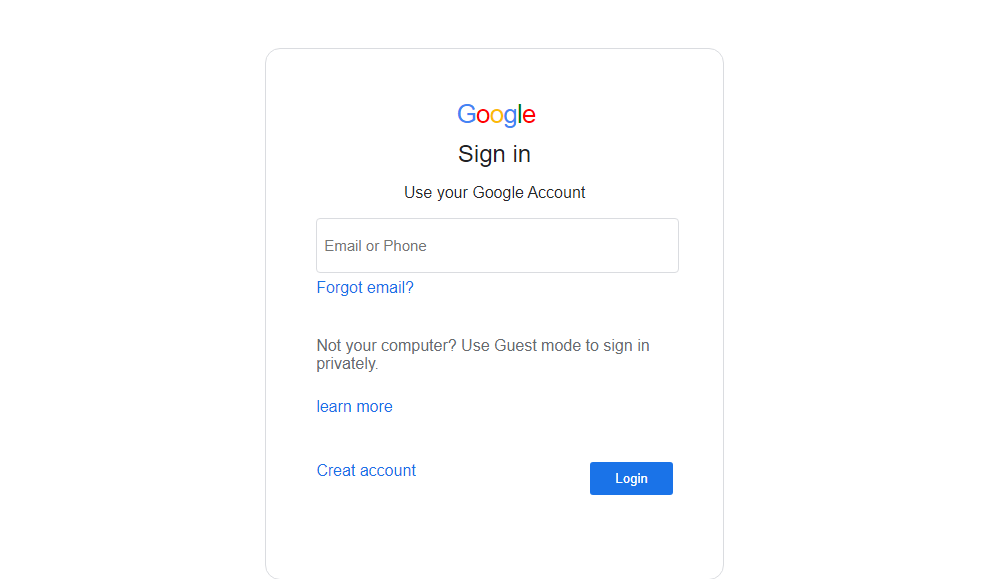 Google
Sign in
Use your Google Account
Email or Phone
Forgot email?
Not your computer? Use Guest mode to sign in
privately.
learn more
Creat account
Login